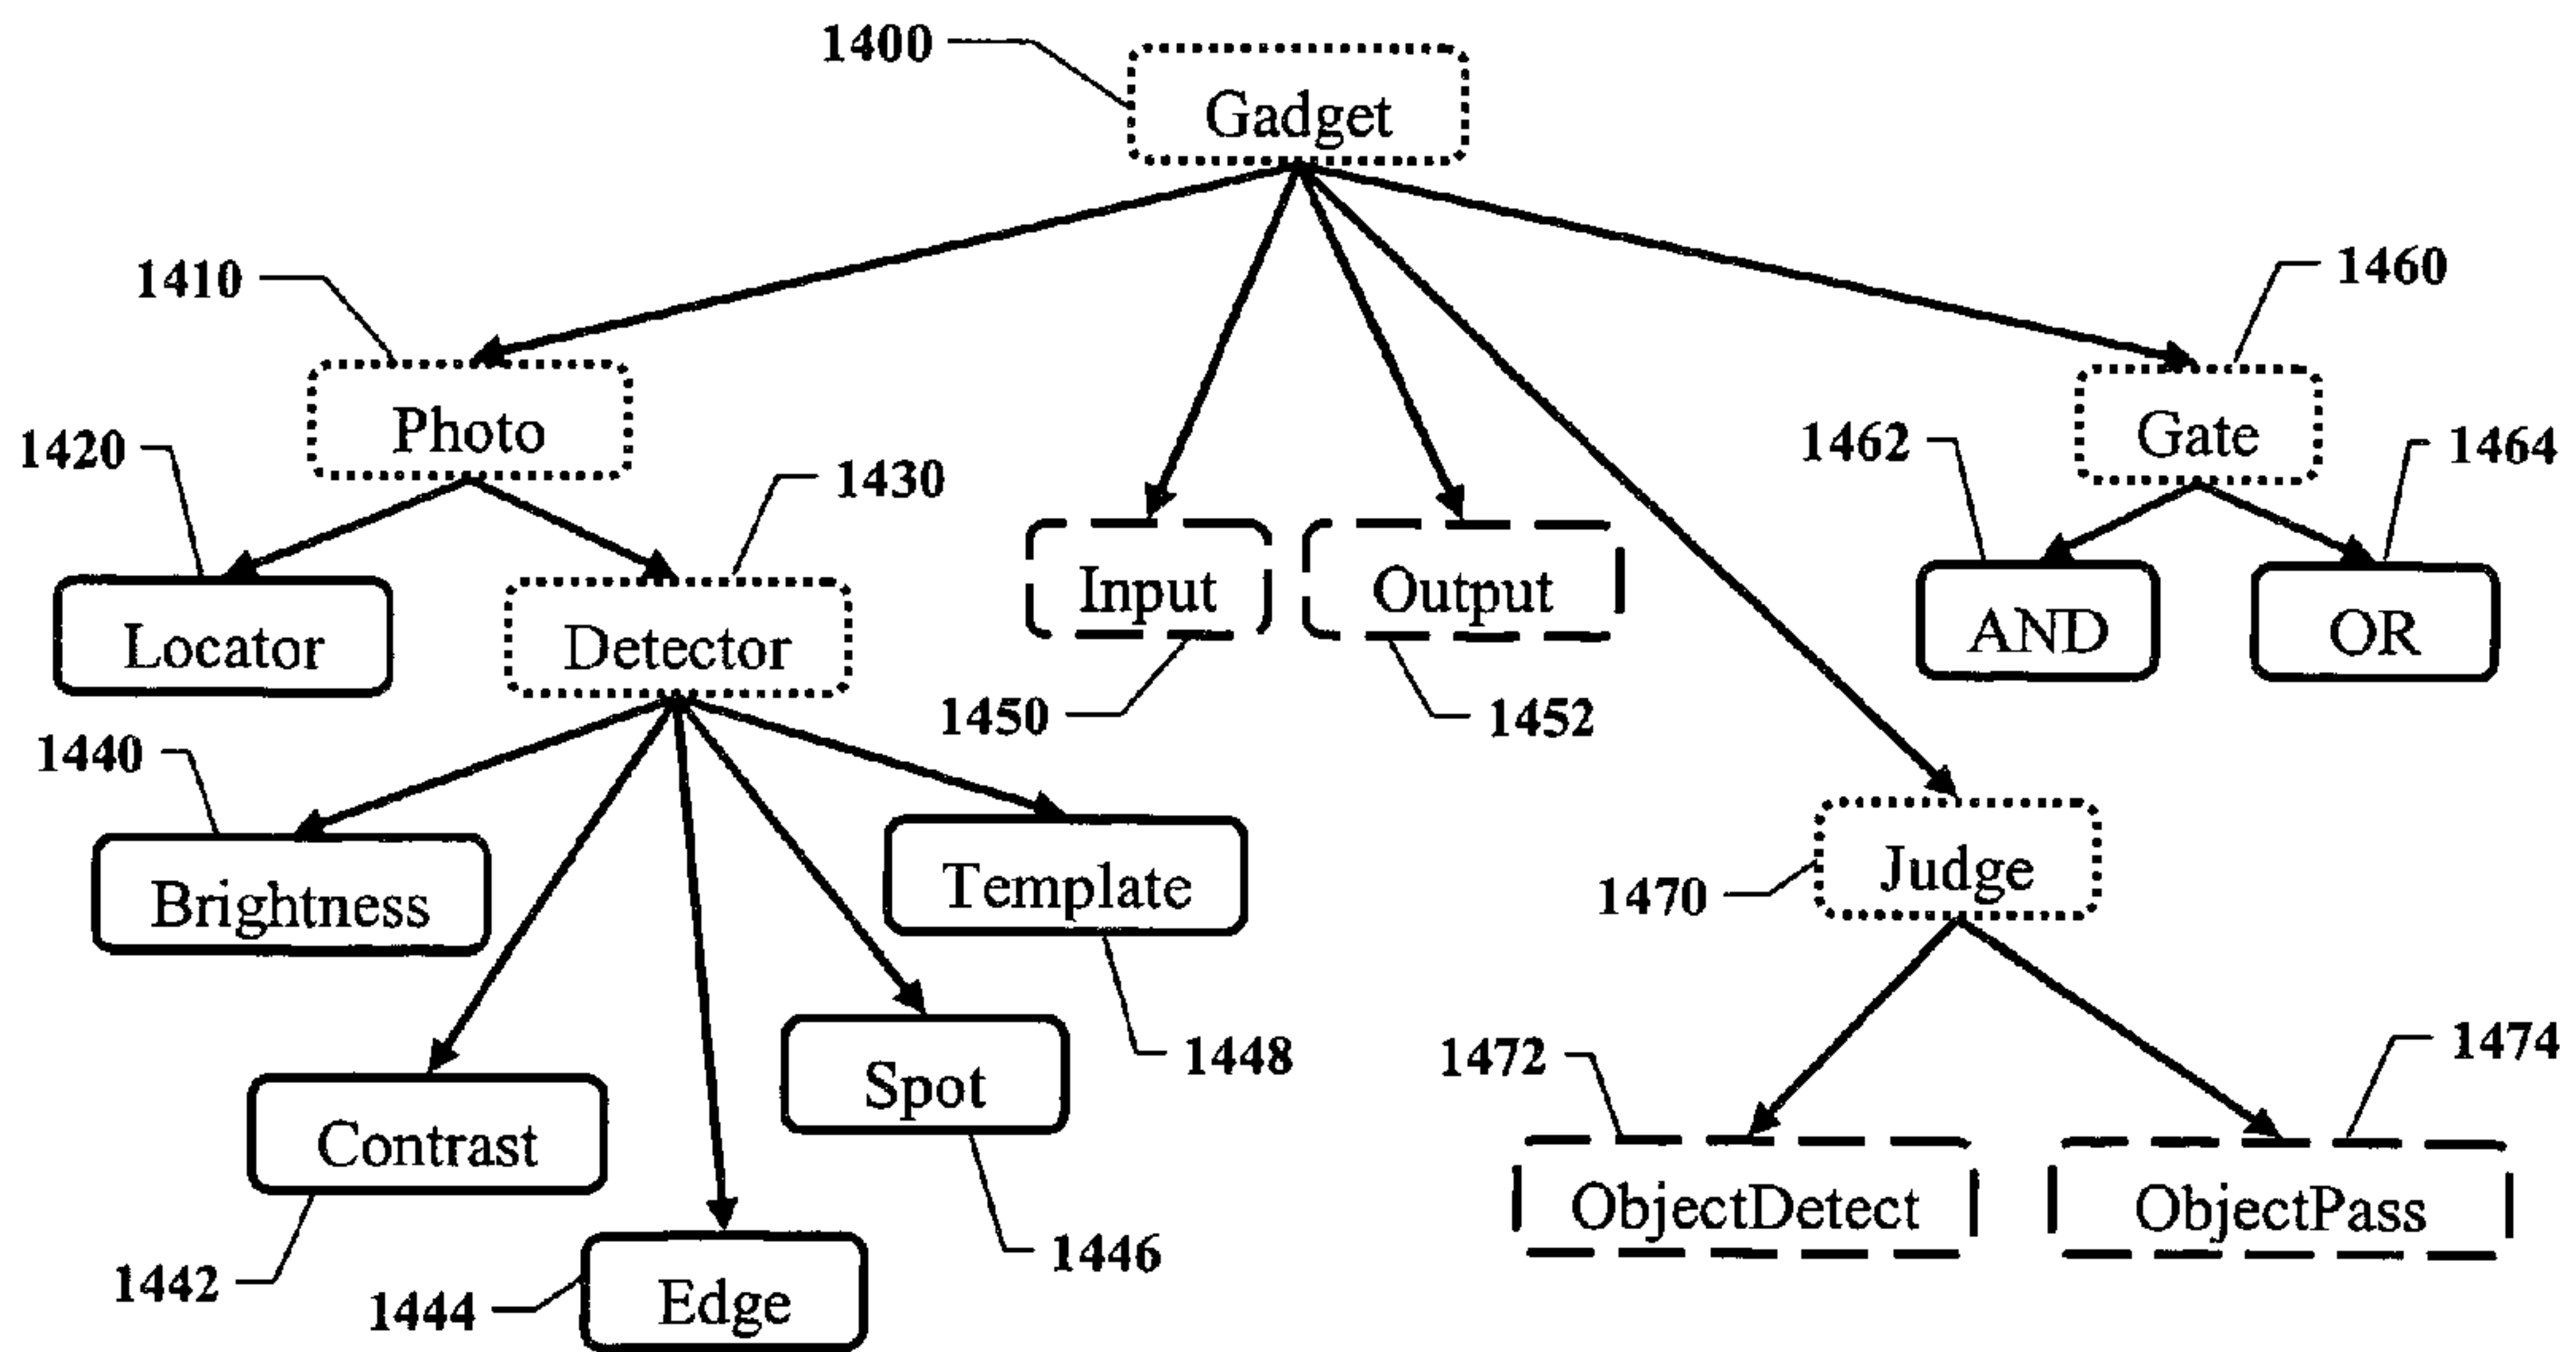 1400
Gadget
1410
1460
Photo
Gate
1420
1430
1462
1464
Locator
Detector
Input
Output
AND
OR
1450
1452
1440
Brightness
Template
Judge
1470
Contrast
Spot
1448
1472
1474
1442
1444
Edge
1446
ObjectDetect
ObjectPass